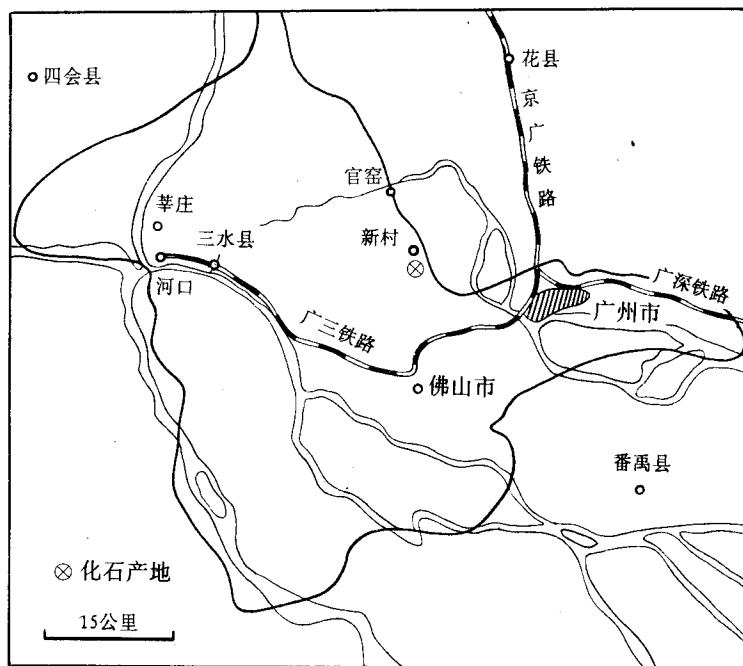 四会县
花县
京广铁路
官窑
莘庄
三水县
新村
河口
广深铁路
广州市
广三铁路
佛山市
番禺县
化石产地
15公里